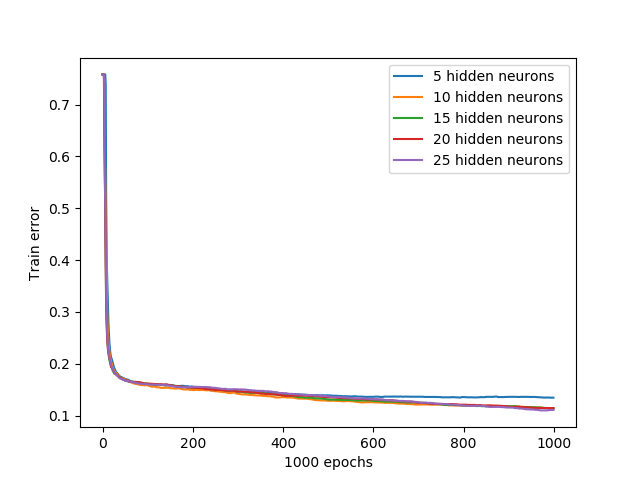 5 hidden neurons
10 hidden neurons
15 hidden neurons
20 hidden neurons
25 hidden neurons
Train error
0.7
0.6
0.5
0.4
0.3
0.2
0.1
0 200 400 600 800 1000
1000 epochs